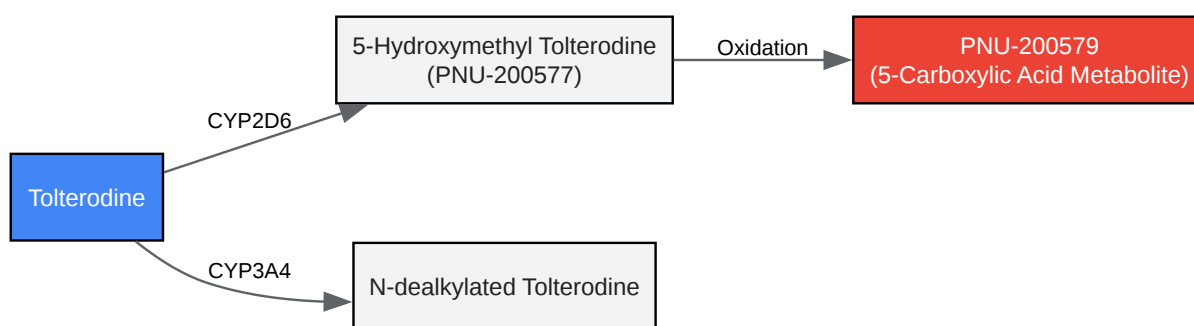 5-Hydroxymethyl Tolterodine
(PNU-200577)
Oxidation
PNU-200579
(5-Carboxylic Acid Metabolite)
CYP2D6
Tolterodine
CYP3A4
N-dealkylated Tolterodine